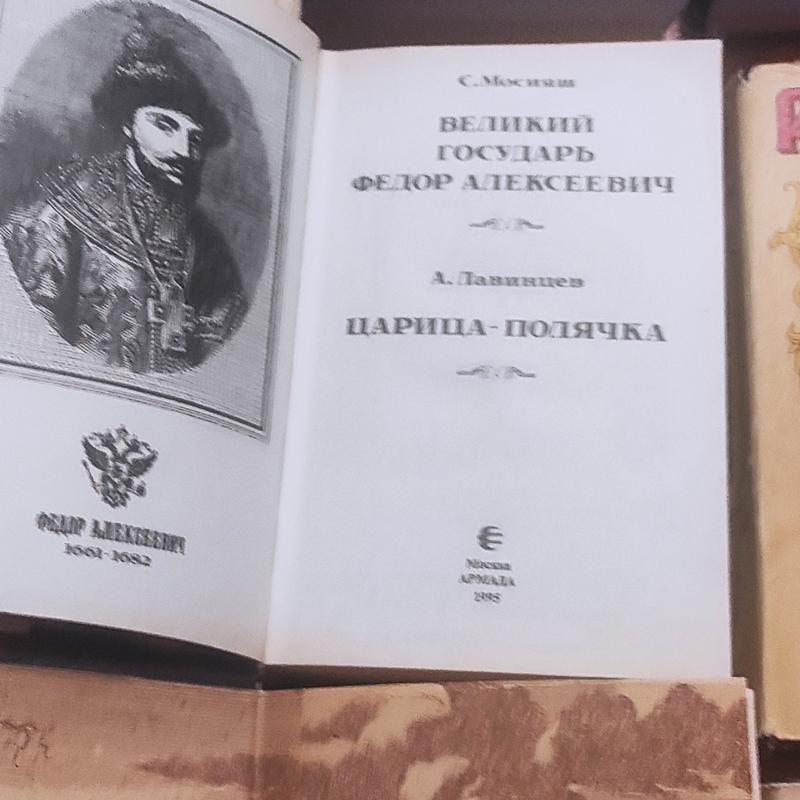 ФЕДОР АЛЕКСЕЕВИЧ
1661-1682
С.Мосияш
ВЕЛИКИЙ
ГОСУДАРЬ
ФЕДОР АЛЕКСЕЕВИЧ
А. Лавинцев
ЦАРИЦА-ПОЛЯЧКА
Москва
АРМАДА
1995